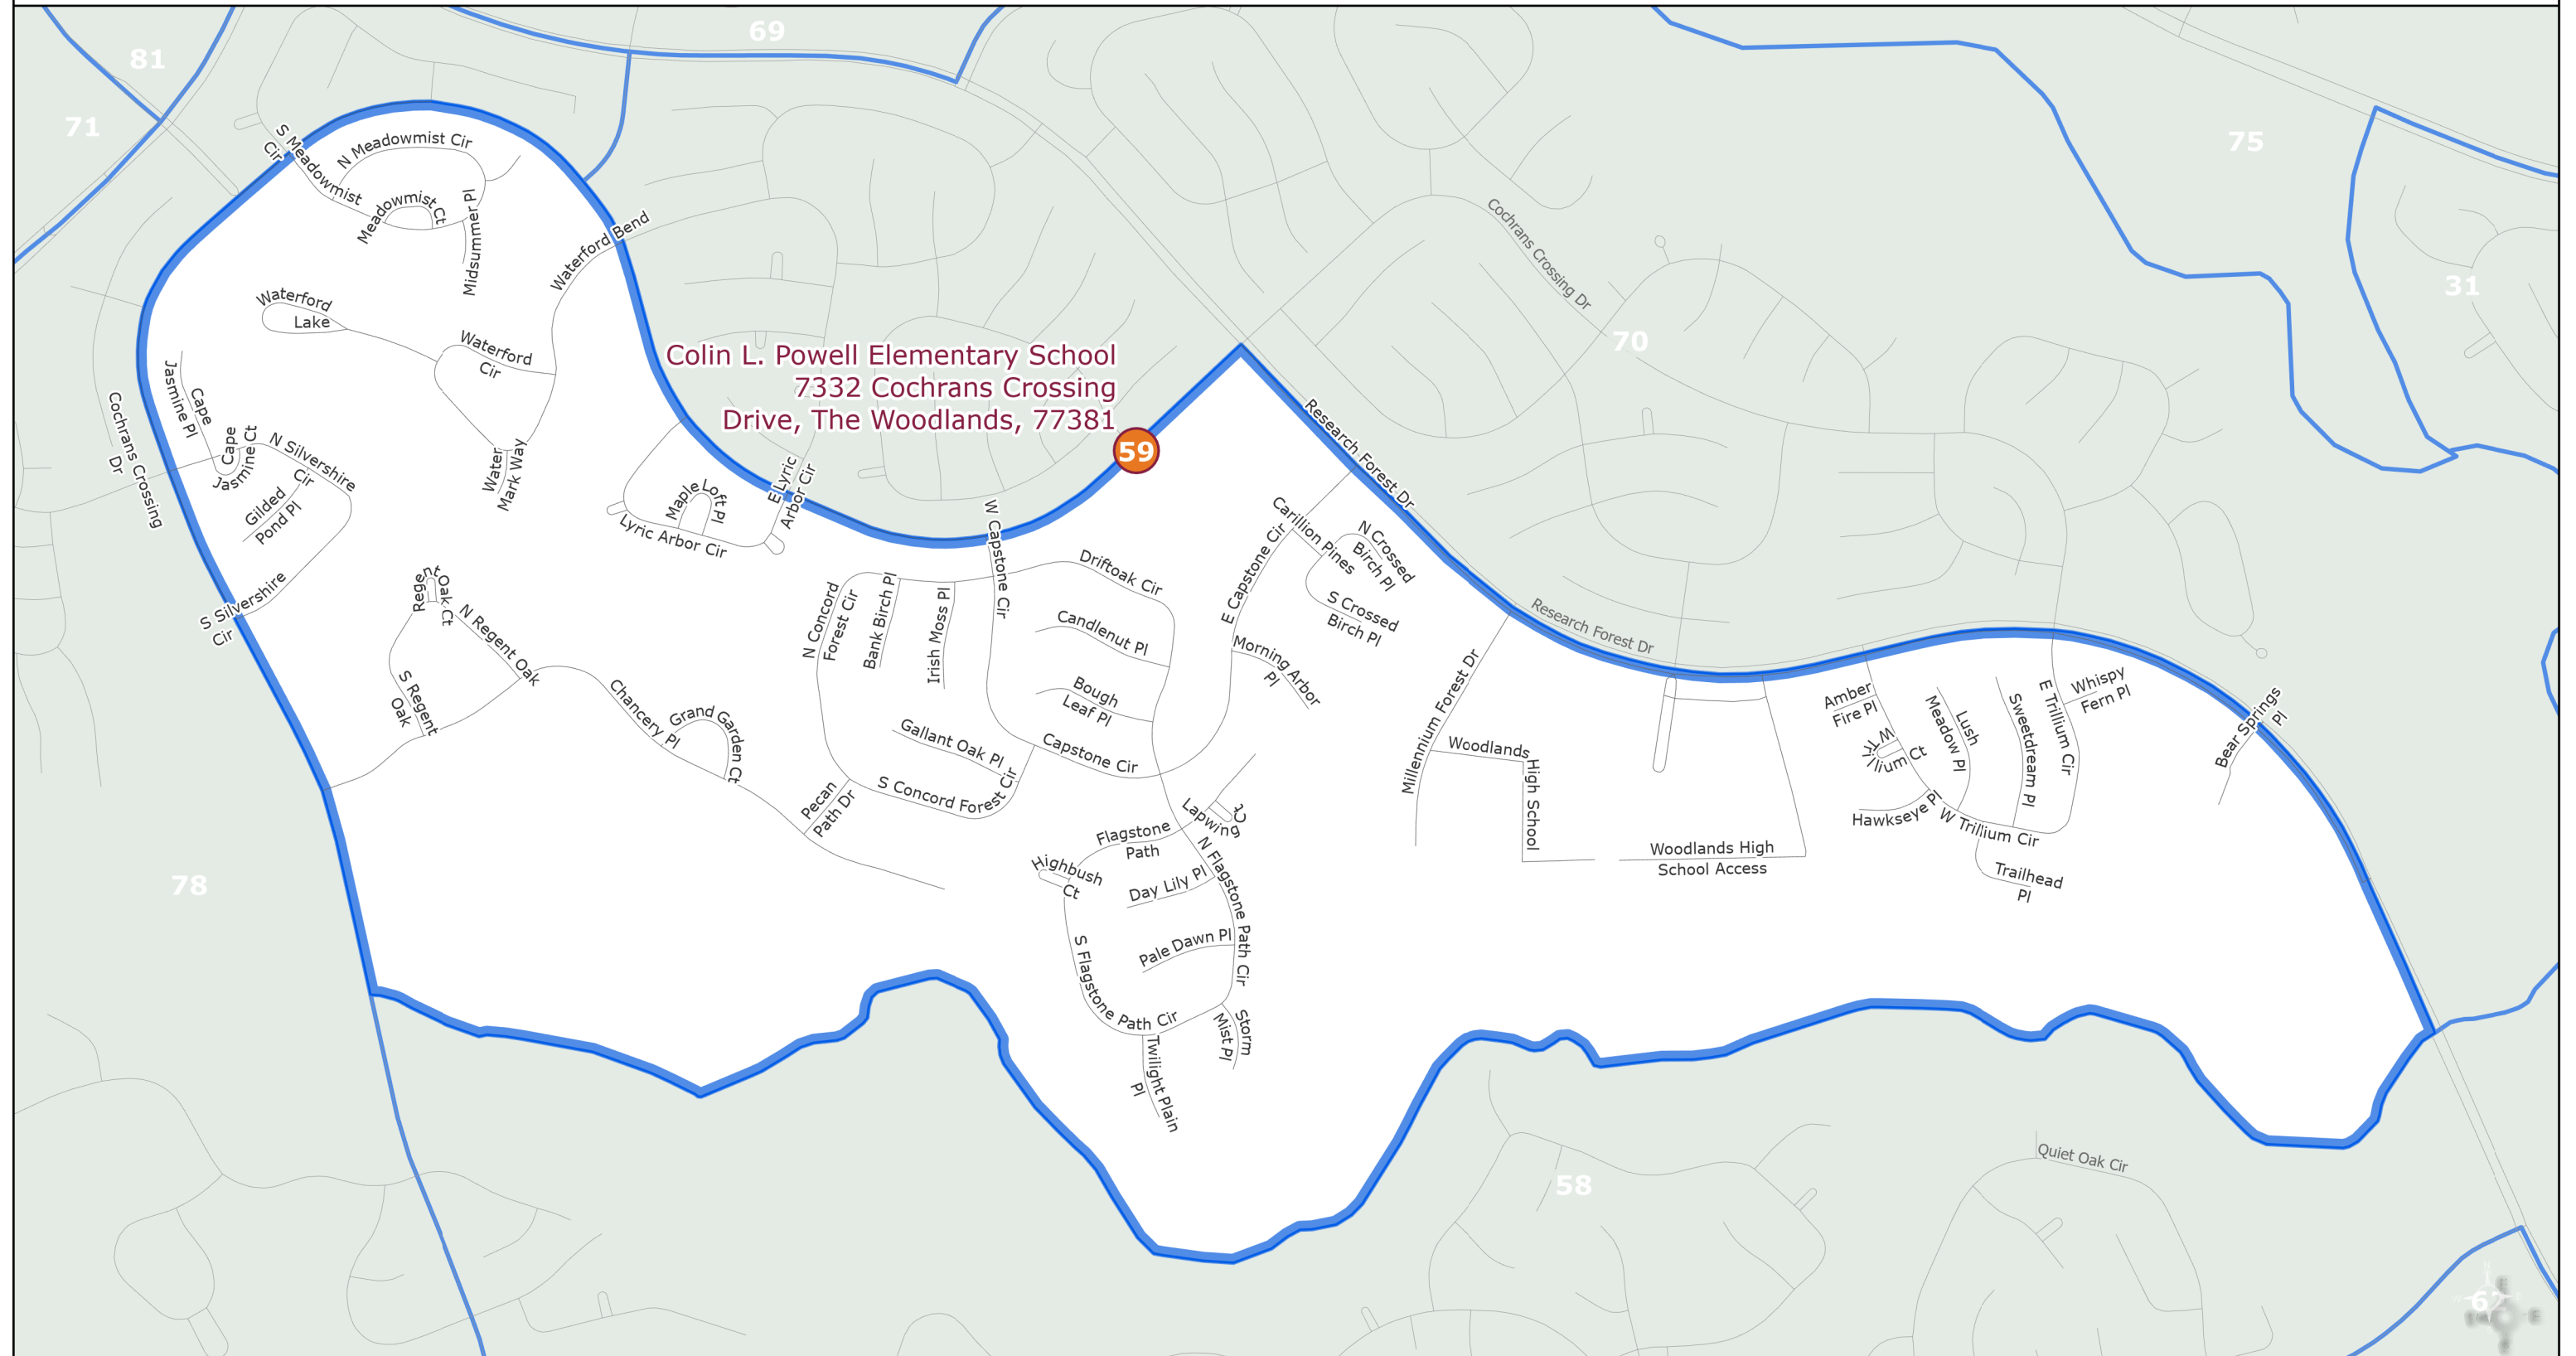 69
81
71
75
31
70
S Meadowmist
Cir
N Meadowmist Cir
Meadowmist Ct
Midsummer Pl
Waterford Bend
Waterford
Lake
Waterford
Cir
Water
Mark Way
Cochrans Crossing Dr
Colin L. Powell Elementary School
7332 Cochrans Crossing
Drive, The Woodlands, 77381
59
Cape
Jasmine Pl
Cape
Jasmine Ct
N Silvershire
Cir
Gilded
Pond Pl
Cochrans Crossing
Dr
S Silvershire
Cir
Maple Loft
Pl
Lyric Arbor Cir
E Lyric
Arbor Cir
W Capstone Cir
Research Forest Dr
Carillion Pines
N Crossed
Birch Pl
S Crossed
Birch Pl
E Capstone Cir
Morning Arbor
Pl
Research Forest Dr
Regent
Oak Ct
N Regent Oak
S Regent
Oak
Chancery Pl
Grand Garden Ct
N Concord
Forest Cir
Bank Birch Pl
Irish Moss Pl
Driftoak Cir
Candlenut Pl
Bough
Leaf Pl
Gallant Oak Pl
Capstone Cir
S Concord Forest Cir
Pecan
Path Dr
Millennium Forest Dr
Woodlands
High School
Woodlands High
School Access
Amber
Fire Pl
W Trillium Ct
Lush
Meadow Pl
Sweetdream Pl
E Trillium Cir
Whispy
Fern Pl
Bear Springs
Pl
Hawkseye Pl
W Trillium Cir
Trailhead
Pl
Lapwing
Ct
Flagstone
Path
Highbush
Ct
Day Lily Pl
N Flagstone Path Cir
Pale Dawn Pl
S Flagstone Path Cir
Storm
Mist Pl
Twilight Plain
Pl
78
58
Quiet Oak Cir